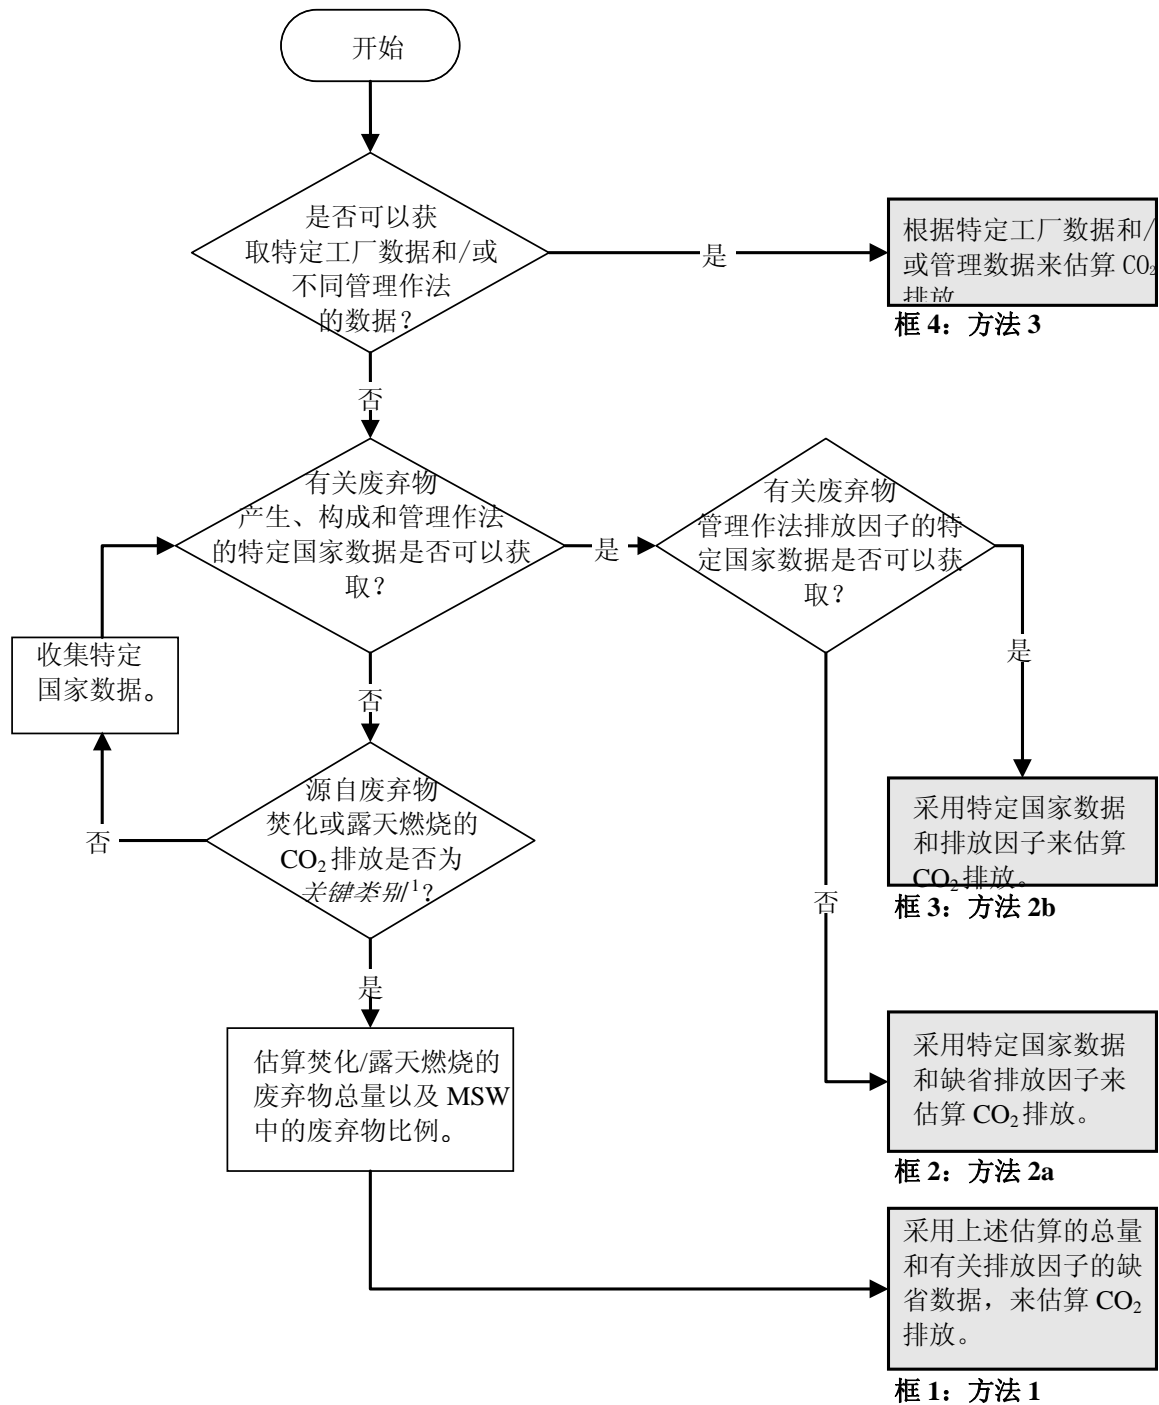 开始
是否可以获
取特定工厂数据和/或
不同管理作法
的数据？
是
根据特定工厂数据和/
或管理数据来估算 CO₂
排放
框 4：方法 3
否
有关废弃物
产生、构成和管理作法
的特定国家数据是否可以获
取？
是
有关废弃物
管理作法排放因子的特
定国家数据是否可以获
取？
收集特定
国家数据。
否
是
源自废弃物
焚化或露天燃烧的
CO₂ 排放是否为
关键类别¹？
否
采用特定国家数据
和排放因子来估算
CO₂ 排放。
框 3：方法 2b
否
是
估算焚化/露天燃烧的
废弃物总量以及 MSW
中的废弃物比例。
采用特定国家数据
和缺省排放因子来
估算 CO₂ 排放。
框 2：方法 2a
采用上述估算的总量
和有关排放因子的缺
省数据，来估算 CO₂
排放。
框 1：方法 1